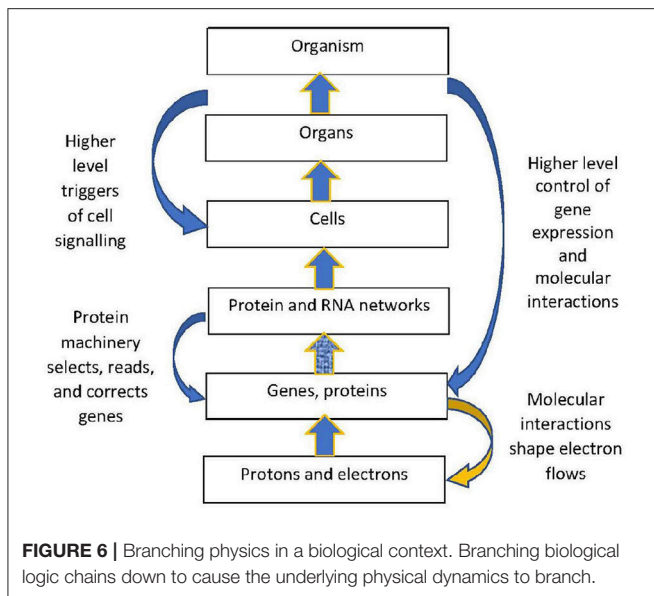 Organism
Organs
Higher
level
triggers
of cell
signalling
Cells
Higher level
control of
gene
expression
and
molecular
interactions
Protein and RNA networks
Protein
machinery
selects, reads,
and corrects
genes
Genes, proteins
Molecular
interactions
shape electron
flows
Protons and electrons
FIGURE 6 | Branching physics in a biological context. Branching biological
logic chains down to cause the underlying physical dynamics to branch.